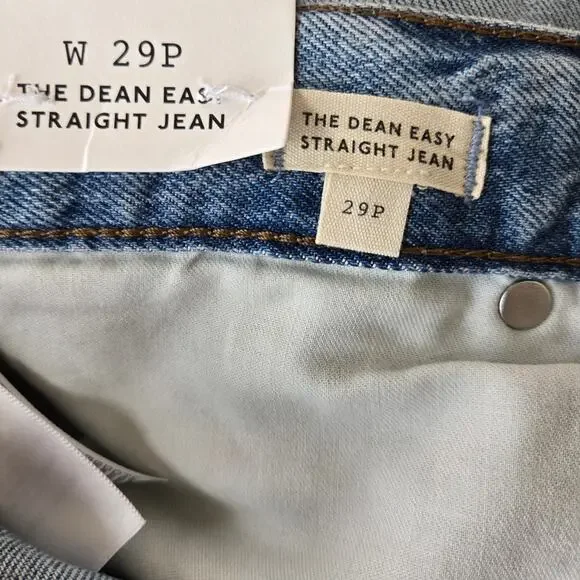 W 29P
THE DEAN EASY
STRAIGHT JEAN
THE DEAN EASY
STRAIGHT JEAN
29P